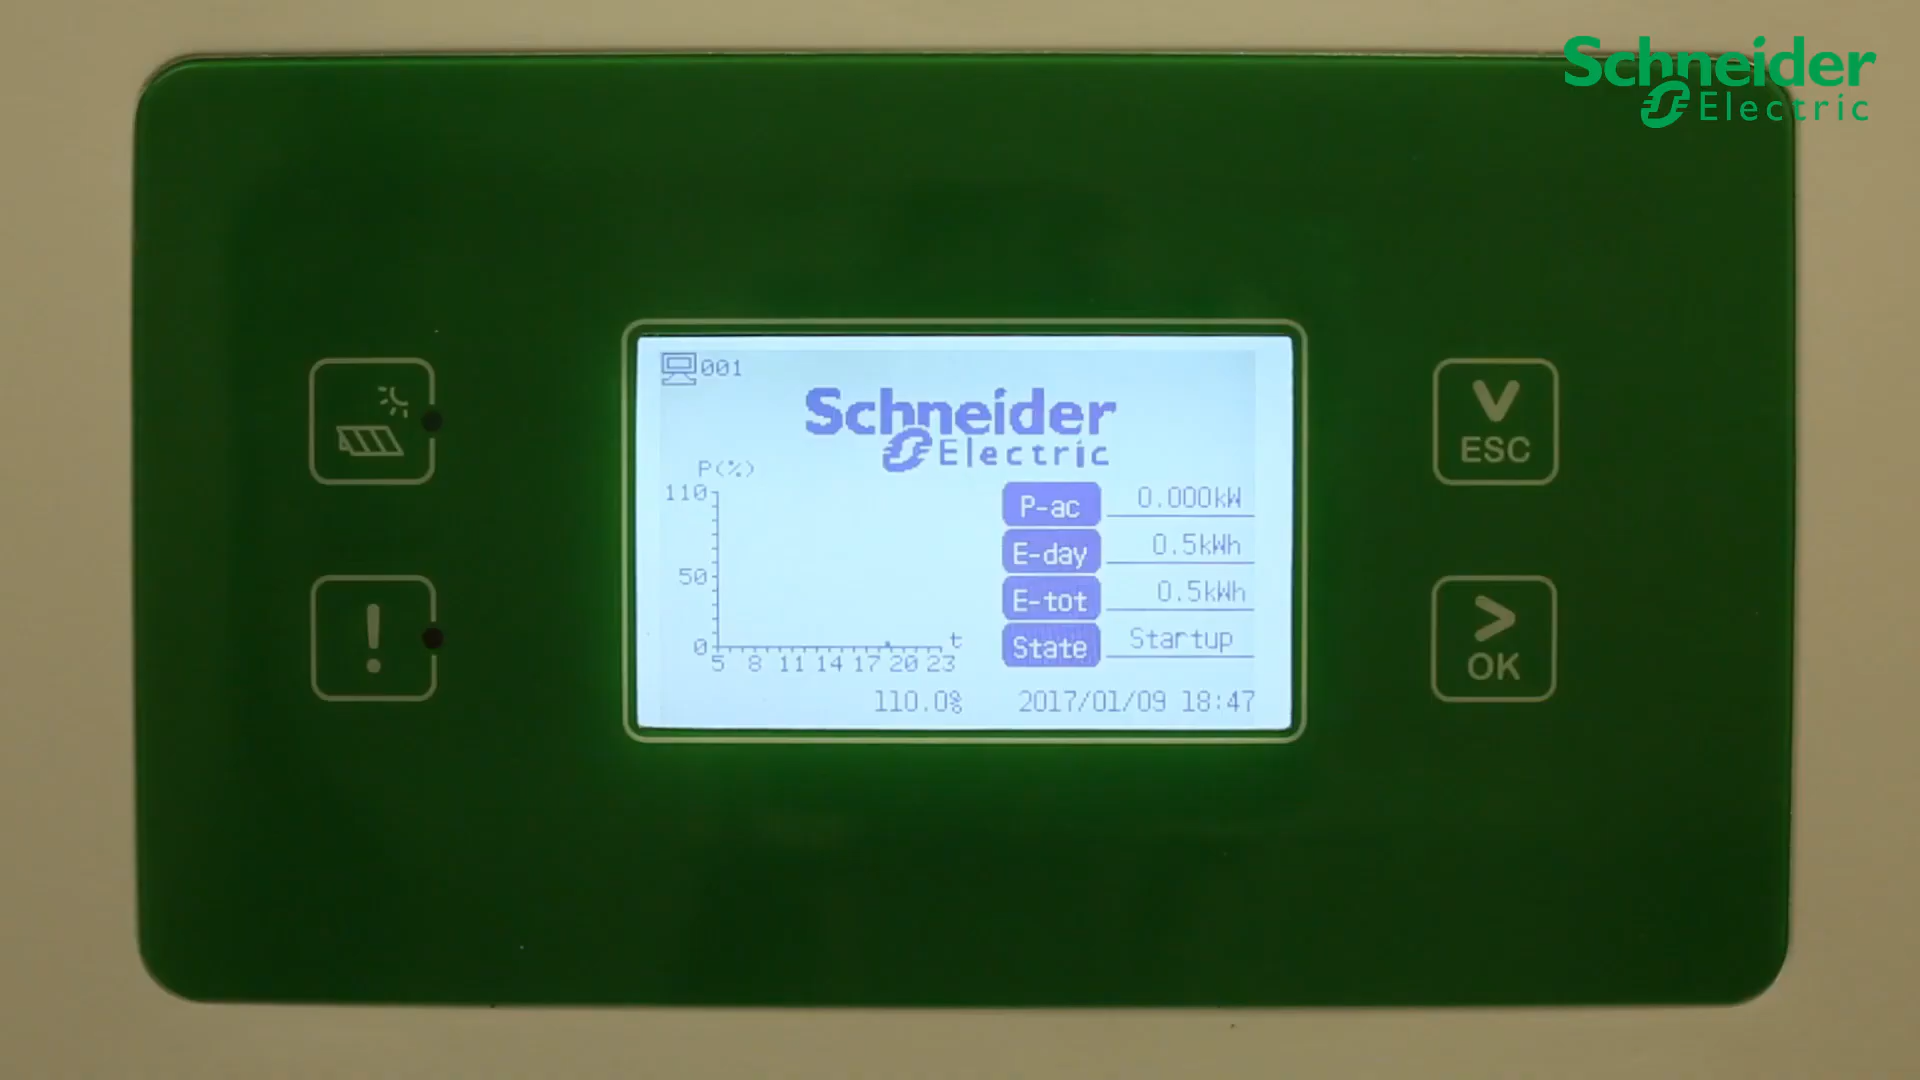 Schneider
Electric
001
Schneider
Electric
P(%)
110
50
0
5 8 11 14 17 20 23
t
P-ac 0.000kW
E-day 0.5kWh
E-tot 0.5kWh
State Startup
110.0% 2017/01/09 18:47
!
ESC
OK